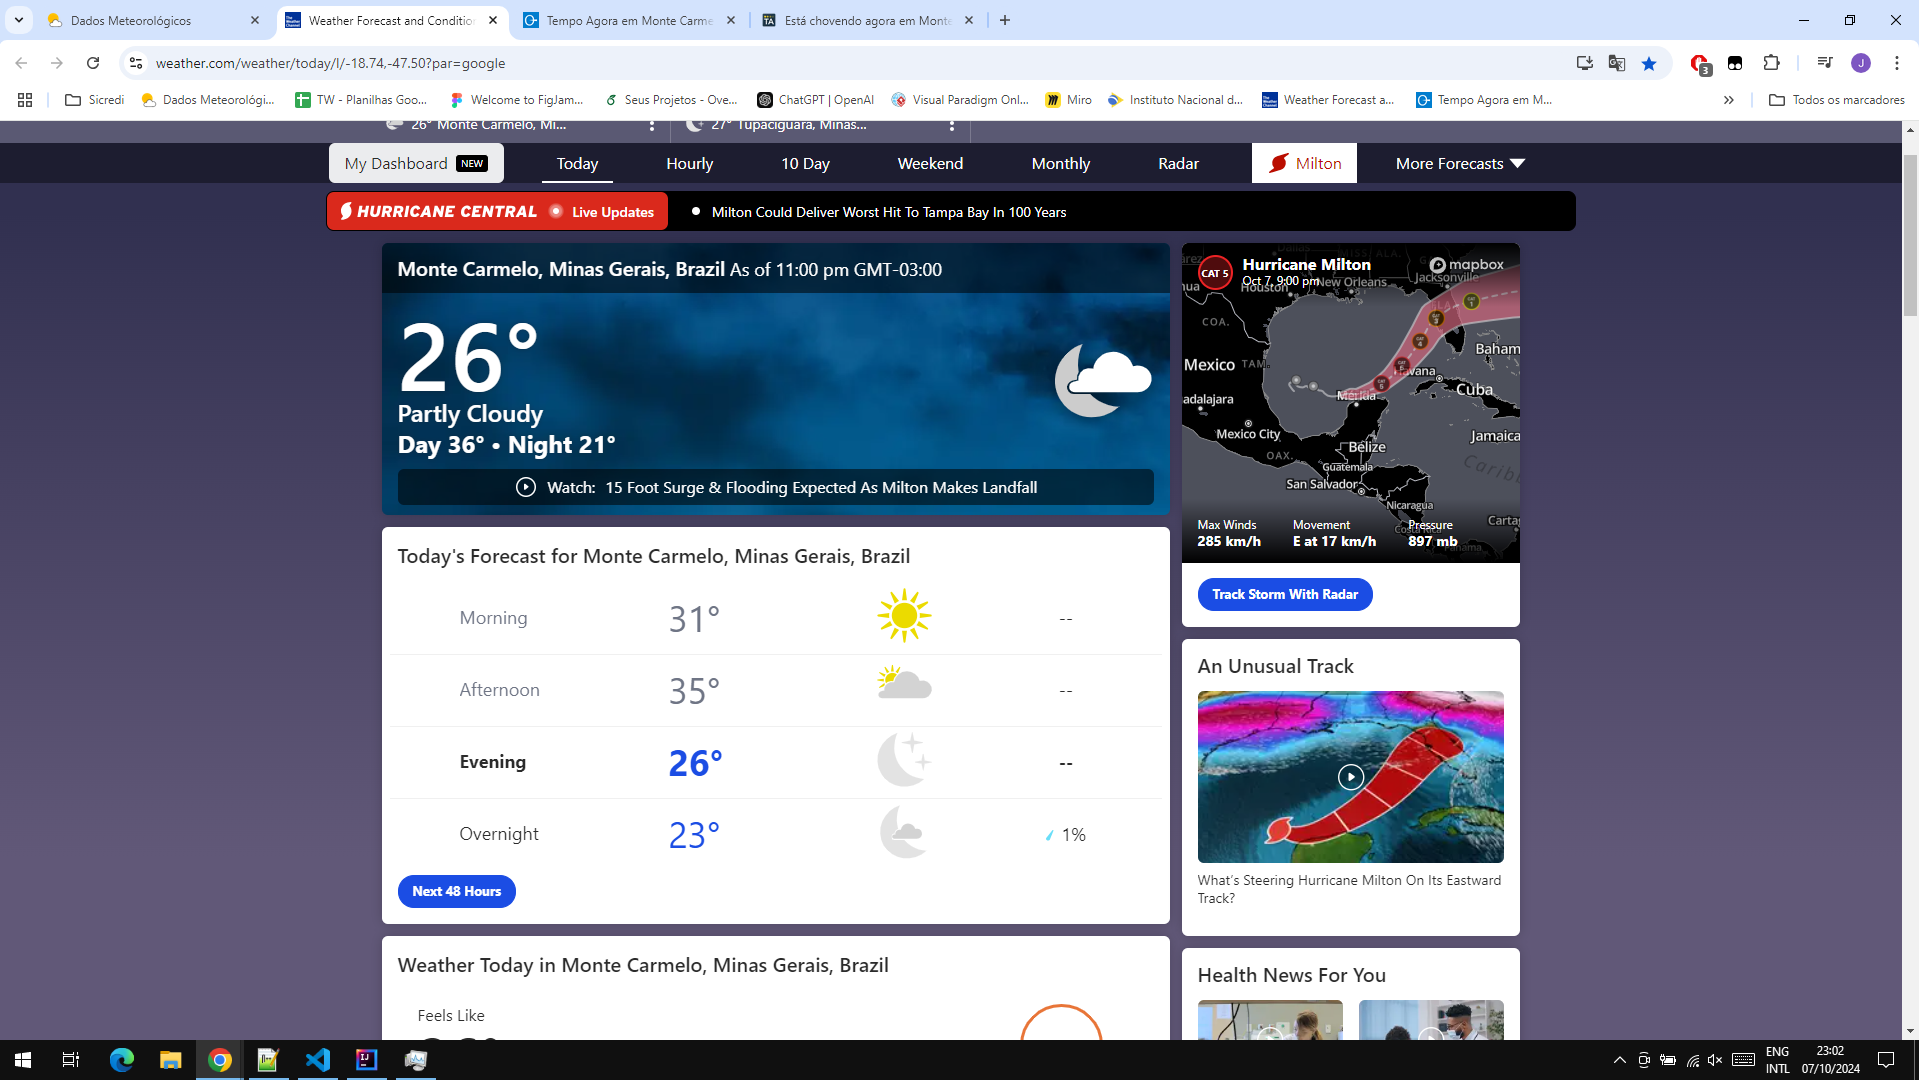 Dados Meteorológicos
Weather Forecast and Conditio
Tempo Agora em Monte Carme
Está chovendo agora em Monte
weather.com/weather/today/l/-18.74,-47.50?par=google
3
J
Sicredi
Dados Meteorológi...
TW - Planilhas Goo...
Welcome to FigJam...
Seus Projetos - Ove...
ChatGPT | OpenAI
Visual Paradigm Onl...
Miro
Instituto Nacional d...
Weather Forecast a...
Tempo Agora em M...
Todos os marcadores
26° Monte Carmelo, Mi...
27° Tupaciguara, Minas...
My Dashboard NEW
Today
Hourly
10 Day
Weekend
Monthly
Radar
Milton
More Forecasts
HURRICANE CENTRAL Live Updates
Milton Could Deliver Worst Hit To Tampa Bay In 100 Years
Monte Carmelo, Minas Gerais, Brazil As of 11:00 pm GMT-03:00
26°
Partly Cloudy
Day 36° • Night 21°
Watch: 15 Foot Surge & Flooding Expected As Milton Makes Landfall
Today's Forecast for Monte Carmelo, Minas Gerais, Brazil
Morning 31° --
Afternoon 35° --
Evening 26° --
Overnight 23° 1%
Next 48 Hours
Weather Today in Monte Carmelo, Minas Gerais, Brazil
Feels Like
CAT 5
Hurricane Milton
Oct 7, 9:00 pm
mapbox
Jacksonville
Houston
New Orleans
COA.
Mexico
TAM.
Baham
Havana
Cuba
Mérida
adalajara
Mexico City
OAX.
Belize
Guatemala
San Salvador
Jamaica
Caribb
Nicaragua
Costa Rica
Carta
Panama
Max Winds
285 km/h
Movement
E at 17 km/h
Pressure
897 mb
Track Storm With Radar
An Unusual Track
What's Steering Hurricane Milton On Its Eastward
Track?
Health News For You
ENG
INTL
23:02
07/10/2024